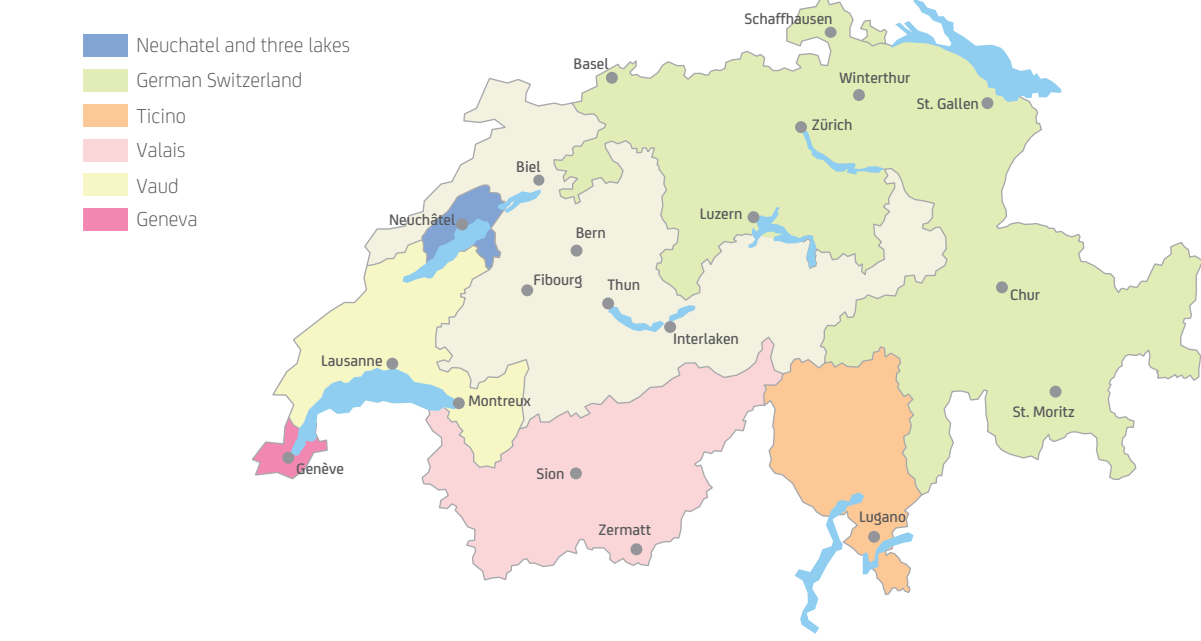 Neuchatel and three lakes
German Switzerland
Ticino
Valais
Vaud
Geneva
Schaffhausen
Basel
Winterthur
St. Gallen
Zürich
Biel
Neuchâtel
Luzern
Bern
Fibourg
Thun
Chur
Interlaken
Lausanne
Montreux
St. Moritz
Genève
Sion
Lugano
Zermatt